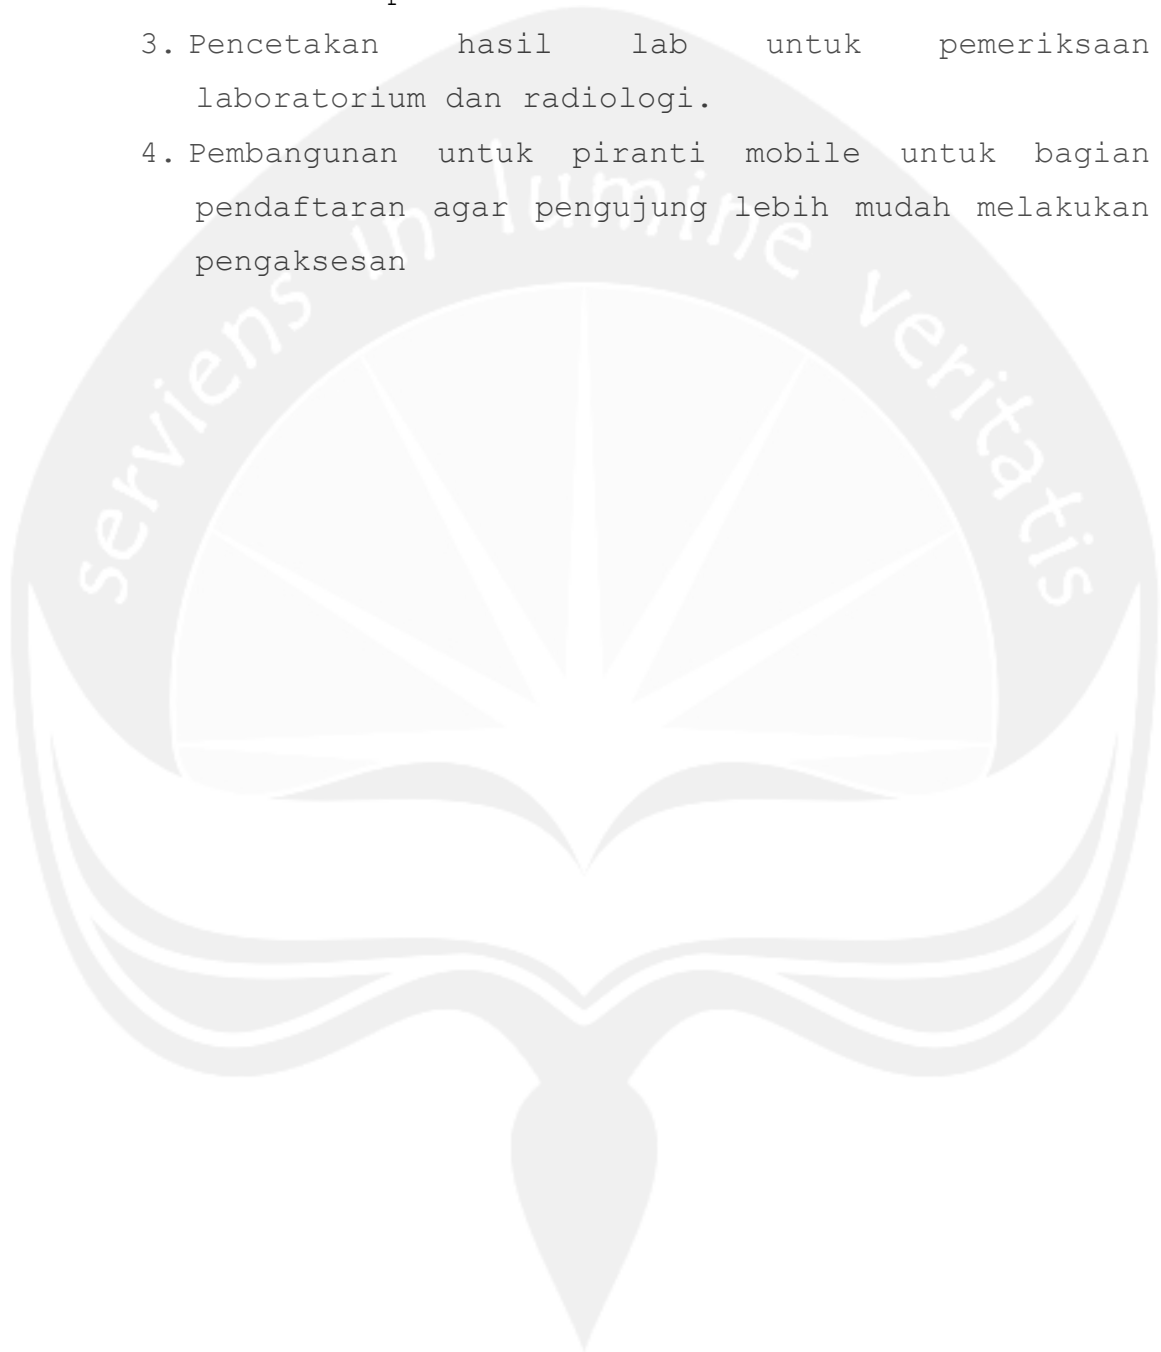 3. Pencetakan hasil lab untuk pemeriksaan
laboratorium dan radiologi.
4. Pembangunan untuk piranti mobile untuk bagian
pendaftaran agar pengujung lebih mudah melakukan
pengaksesan
serviens in lumine veritatis